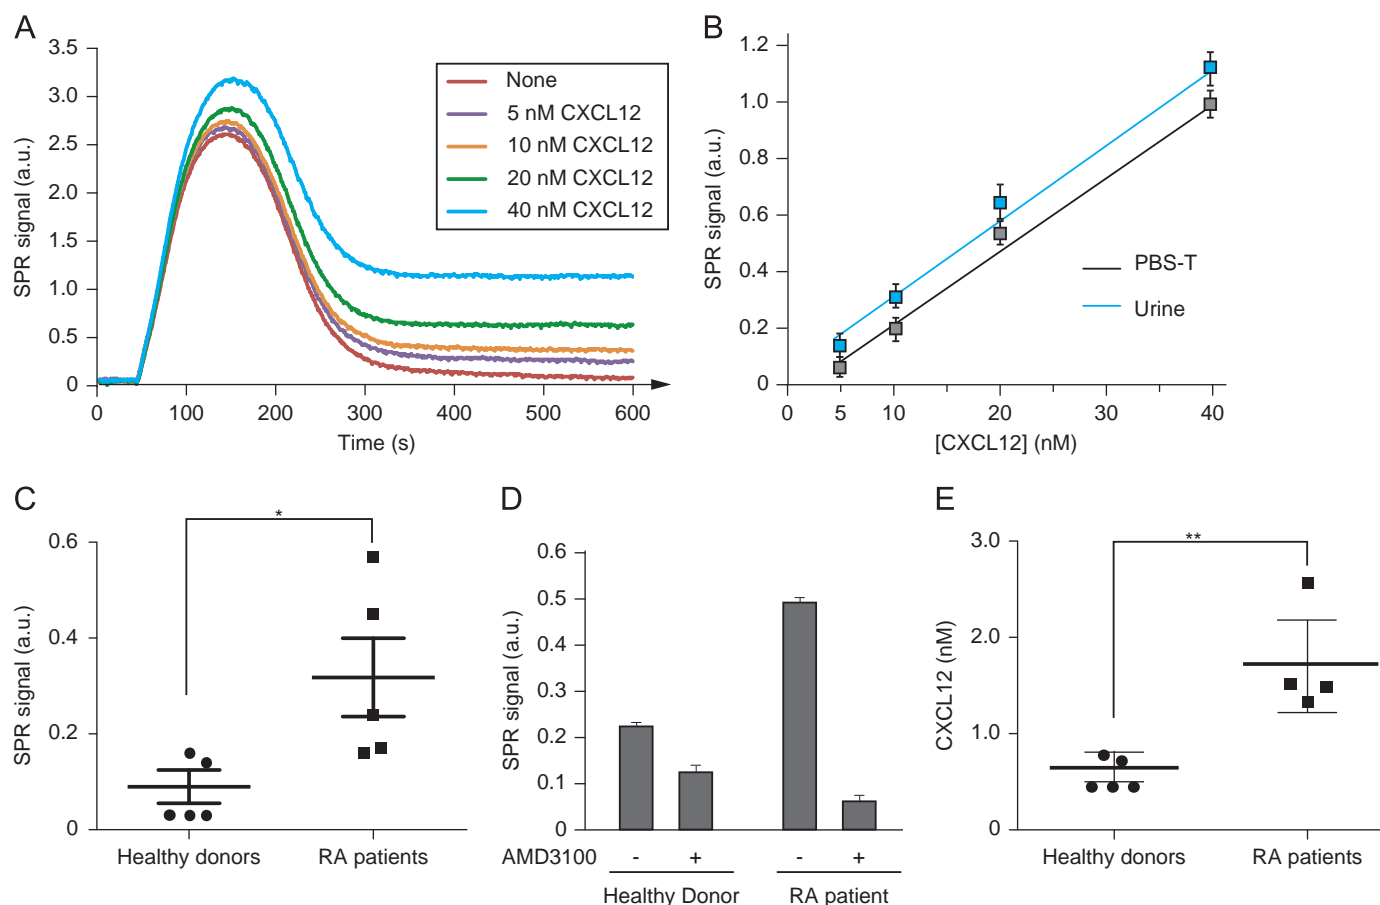 A
SPR signal (a.u.)
3.5
3.0
2.5
2.0
1.5
1.0
0.5
0
0 100 200 300 400 500 600
Time (s)
None
5 nM CXCL12
10 nM CXCL12
20 nM CXCL12
40 nM CXCL12
B
SPR signal (a.u.)
1.2
1.0
0.8
0.6
0.4
0.2
0
0 5 10 20 30 40
[CXCL12] (nM)
PBS-T
Urine
C
SPR signal (a.u.)
0.6
0.4
0.2
0
*
Healthy donors RA patients
D
SPR signal (a.u.)
0.6
0.5
0.4
0.3
0.2
0.1
0
AMD3100 - + - +
Healthy Donor RA patient
E
CXCL12 (nM)
3.0
2.0
1.0
0
**
Healthy donors RA patients